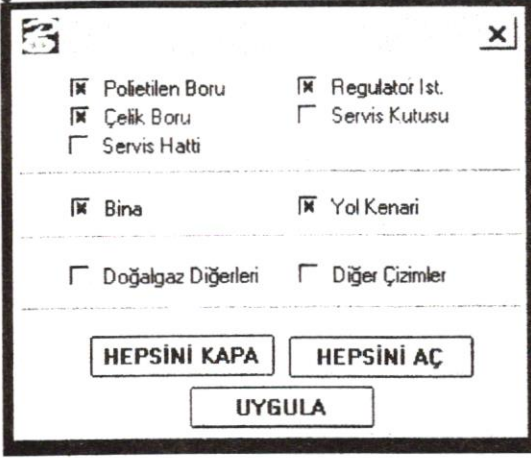 Polietilen Boru
Regulator Ist.
Çelik Boru
Servis Kutusu
Servis Hatti
Bina
Yol Kenari
Doğalgaz Diğerleri
Diğer Çizimler
HEPSİNİ KAPA
HEPSİNİ AÇ
UYGULA